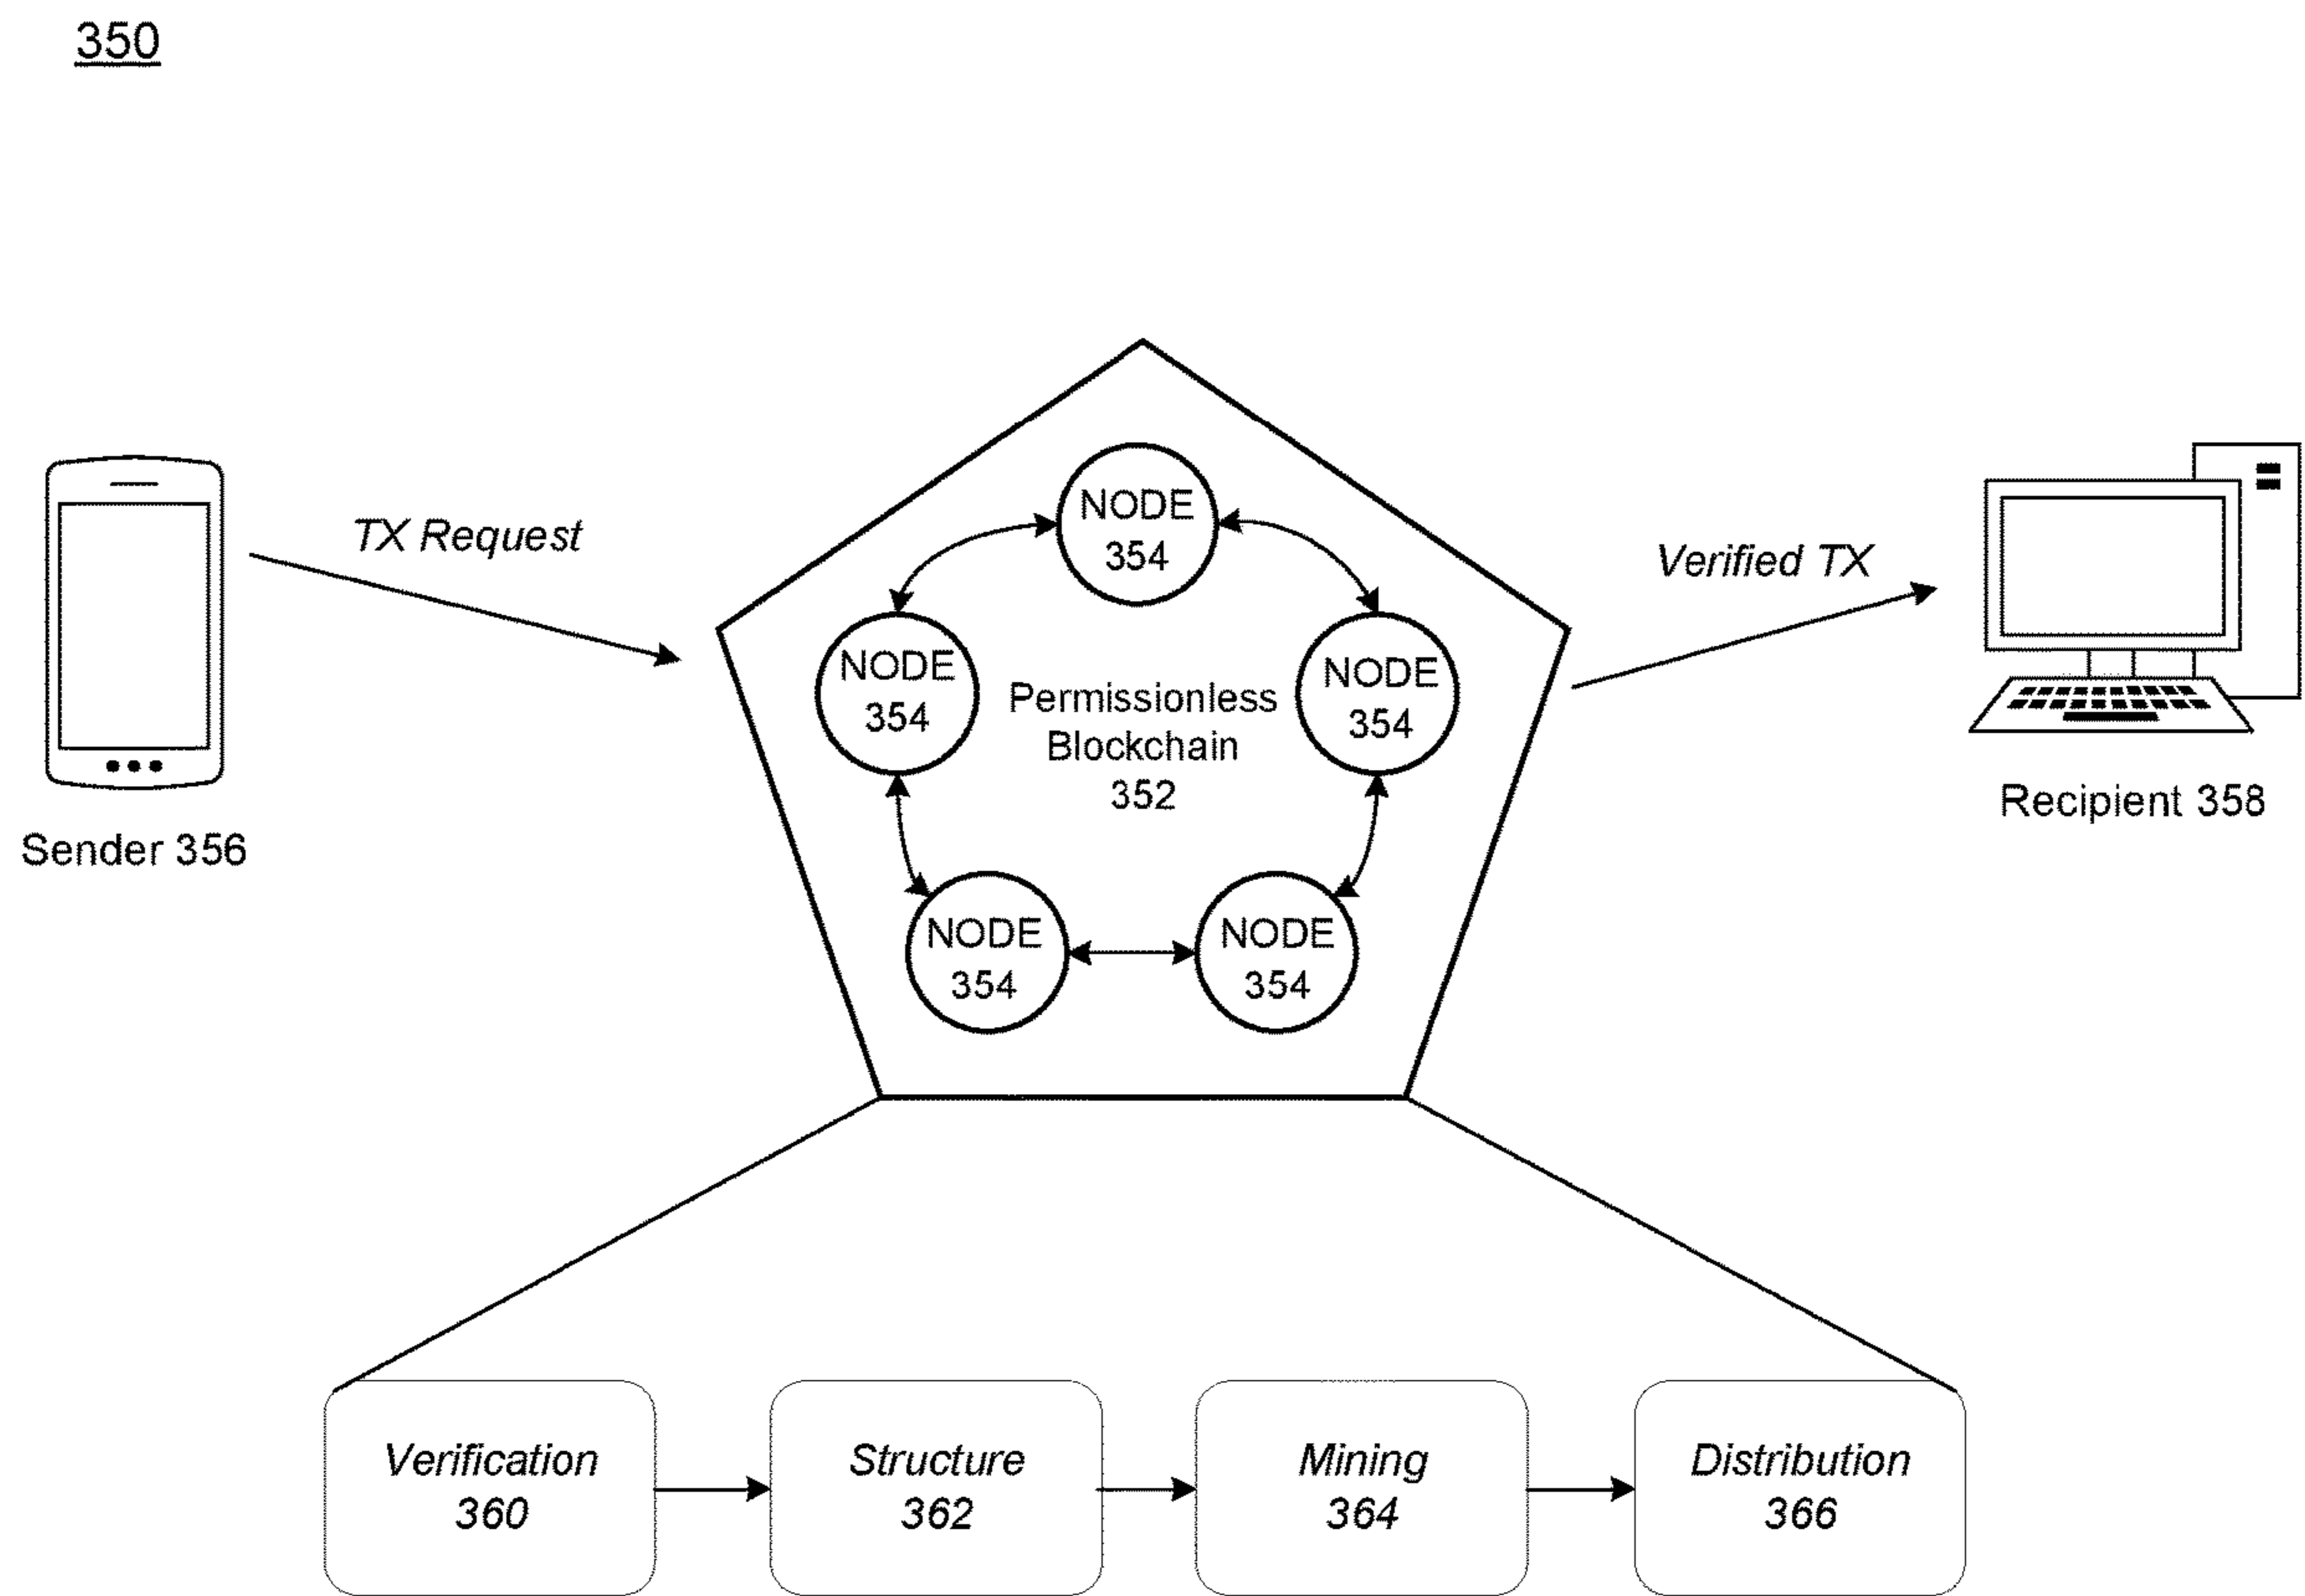 350
TX Request
Sender 356
NODE
354
NODE
354
NODE
354
Permissionless
Blockchain
352
NODE
354
NODE
354
Verified TX
Recipient 358
Verification
360
Structure
362
Mining
364
Distribution
366